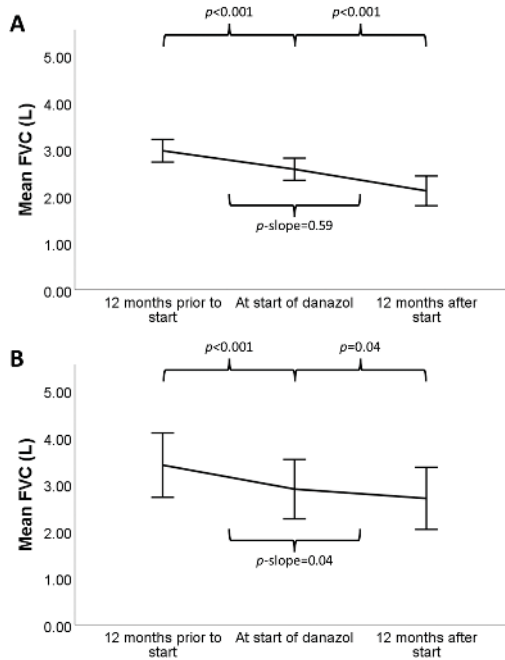 A
p<0.001 p<0.001
Mean FVC (L)
5.00
4.00
3.00
2.00
1.00
0.00
p-slope=0.59
12 months prior to start
At start of danazol
12 months after start
B
p<0.001 p=0.04
Mean FVC (L)
5.00
4.00
3.00
2.00
1.00
0.00
p-slope=0.04
12 months prior to start
At start of danazol
12 months after start